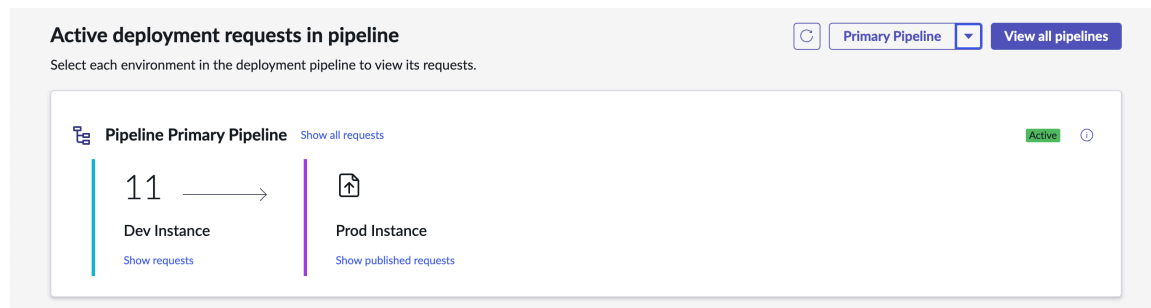 Active deployment requests in pipeline
Primary Pipeline
View all pipelines
Select each environment in the deployment pipeline to view its requests.
Pipeline Primary Pipeline
Show all requests
Active
11
Dev Instance
Prod Instance
Show requests
Show published requests